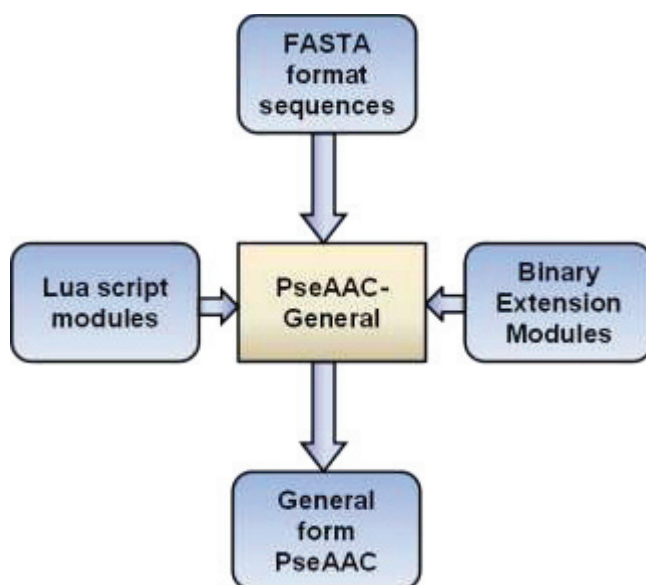 FASTA
format
sequences
Lua script
modules
PseAAC-
General
Binary
Extension
Modules
General
form
PseAAC